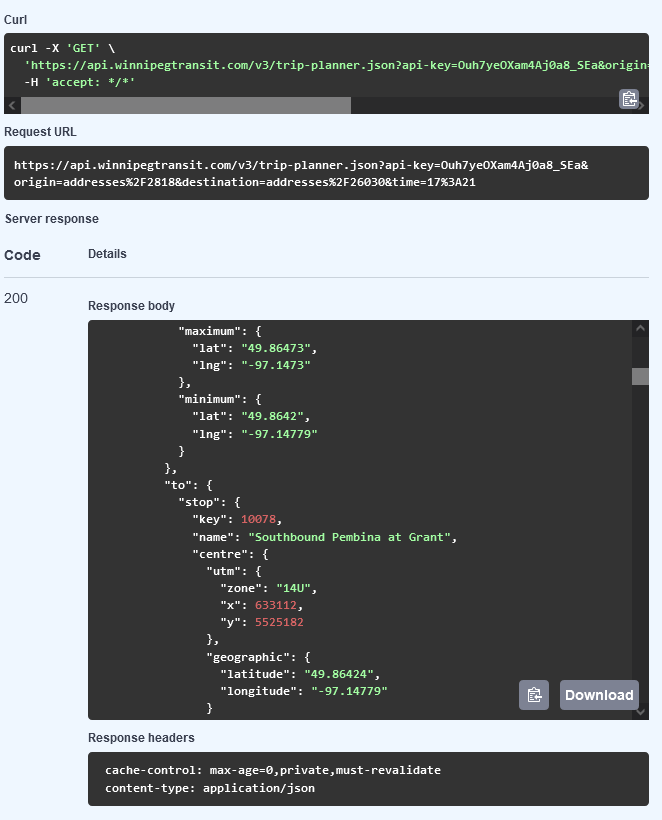 Curl
curl -X 'GET' \
'https://api.winnipegtransit.com/v3/trip-planner.json?api-key=Ouh7yeOXam4Aj0a8_SEa&origin=
-H 'accept: */*'
Request URL
https://api.winnipegtransit.com/v3/trip-planner.json?api-key=Ouh7yeOXam4Aj0a8_SEa&
origin=addresses%2F2818&destination=addresses%2F26030&time=17%3A21
Server response
Code Details
200
Response body
"maximum": {
"lat": "49.86473",
"lng": "-97.1473"
},
"minimum": {
"lat": "49.8642",
"lng": "-97.14779"
}
},
"to": {
"stop": {
"key": 10078,
"name": "Southbound Pembina at Grant",
"centre": {
"utm": {
"zone": "14U",
"x": 633112,
"y": 5525182
},
"geographic": {
"latitude": "49.86424",
"longitude": "-97.14779"
}
Download
Response headers
cache-control: max-age=0,private,must-revalidate
content-type: application/json